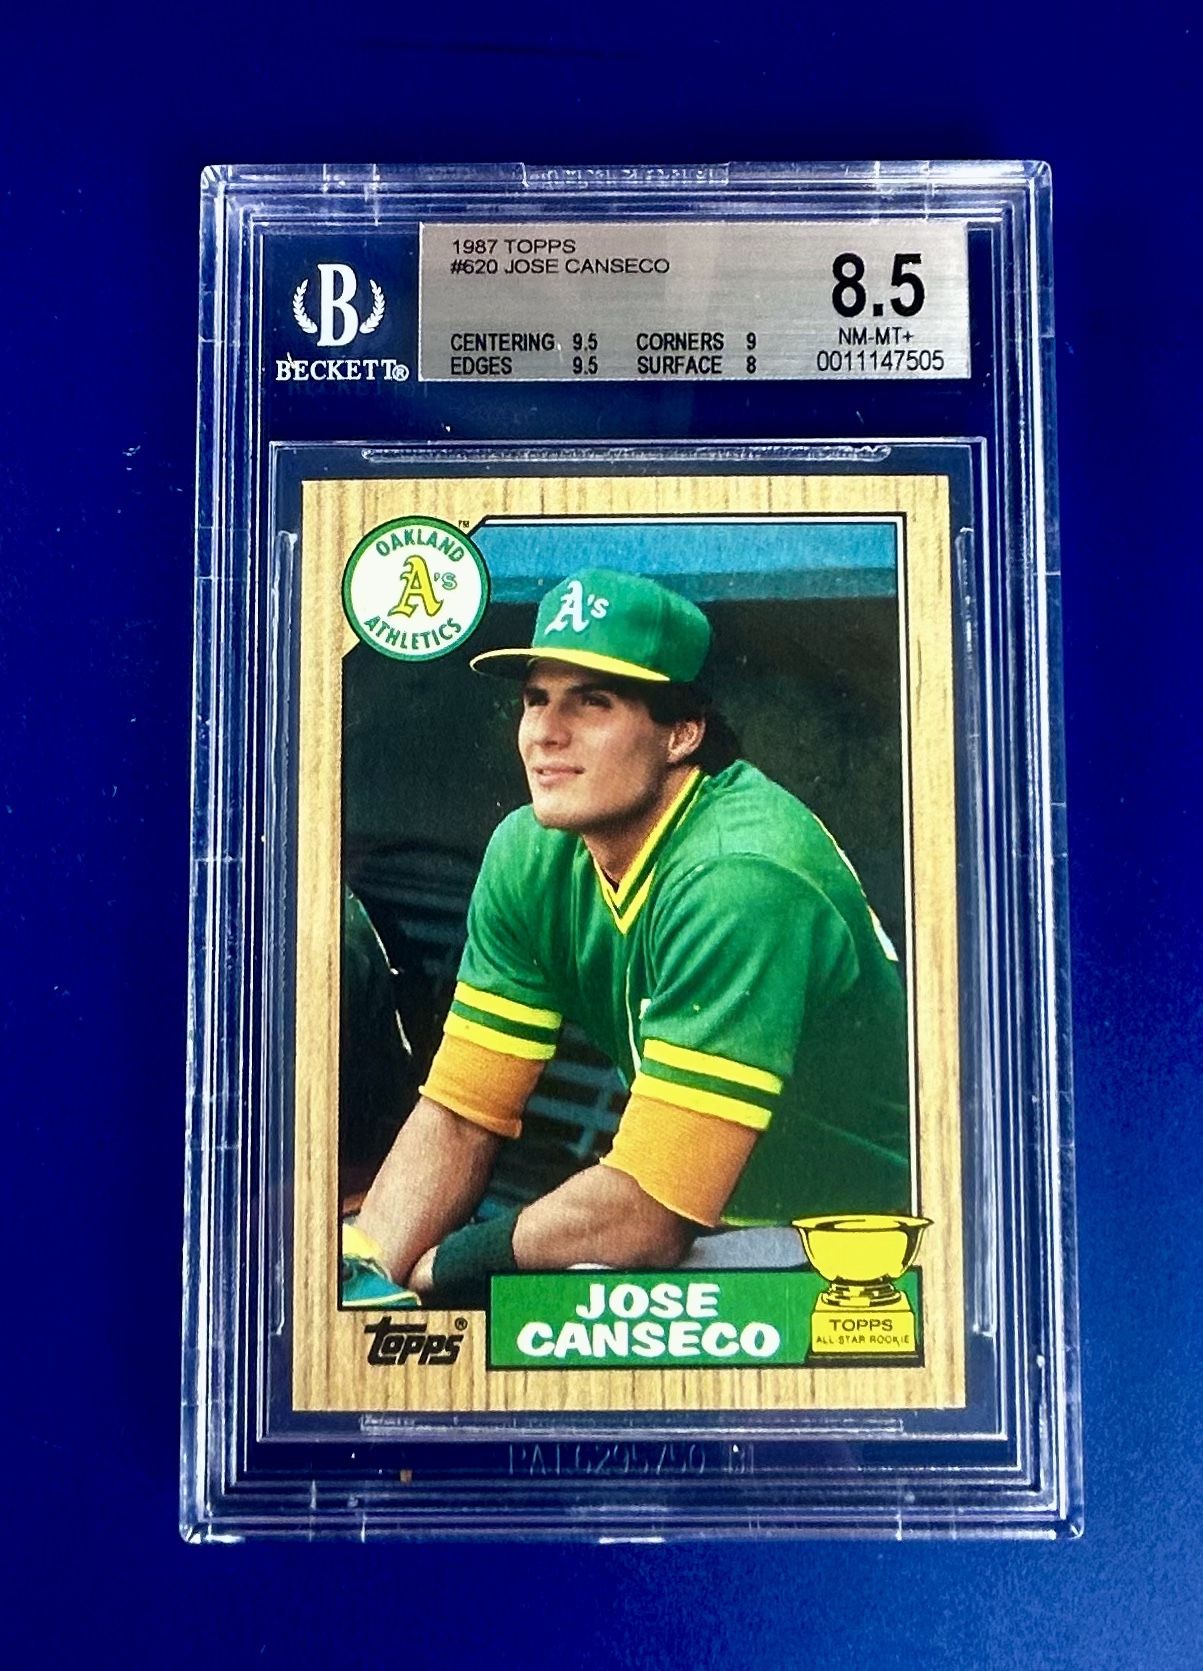 1987 TOPPS
#620 JOSE CANSECO
CENTERING 9.5 CORNERS 9
EDGES 9.5 SURFACE 8
8.5
NM-MT+
0011147505
B
BECKETT®
OAKLAND
A's
ATHLETICS
™
A's
JOSE
CANSECO
topps®
TOPPS
ALL STAR ROOKIE